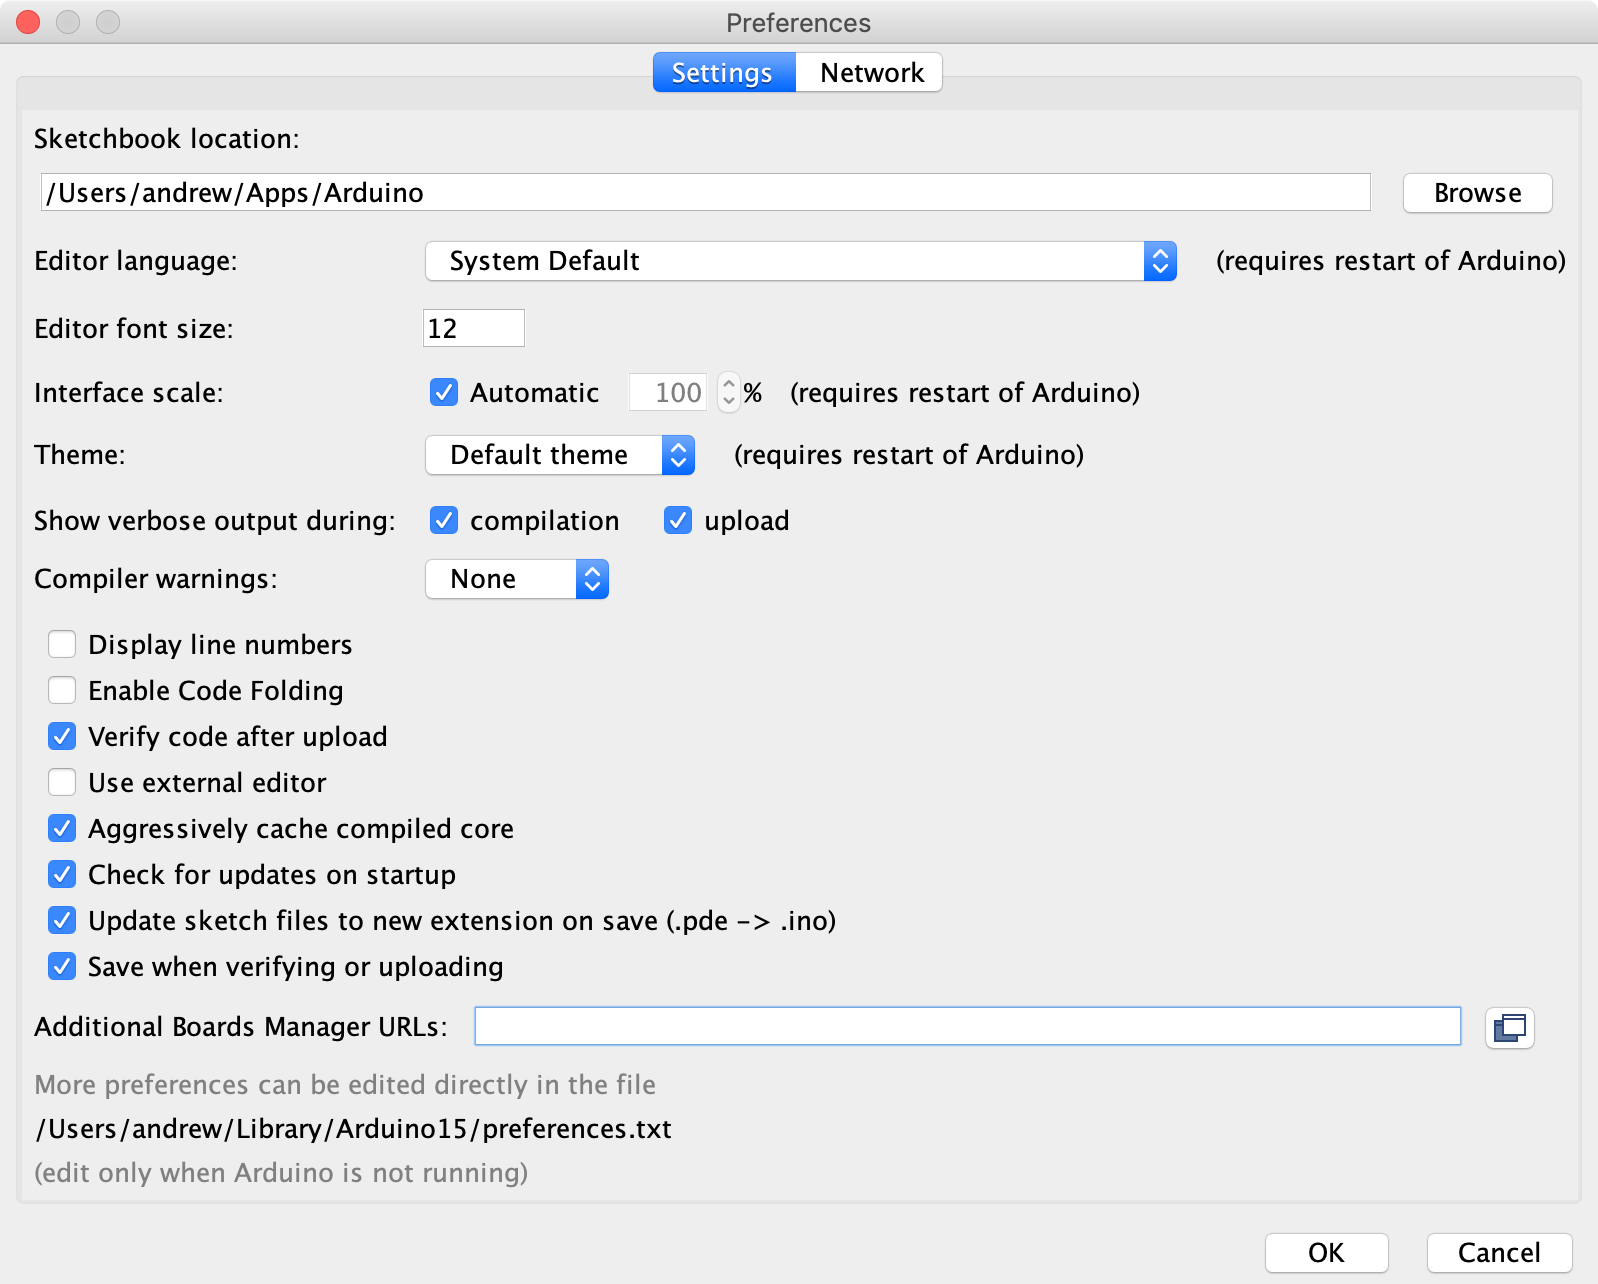 Preferences
Settings Network
Sketchbook location:
/Users/andrew/Apps/Arduino Browse
Editor language: System Default (requires restart of Arduino)
Editor font size: 12
Interface scale: Automatic 100 % (requires restart of Arduino)
Theme: Default theme (requires restart of Arduino)
Show verbose output during: compilation upload
Compiler warnings: None
Display line numbers
Enable Code Folding
Verify code after upload
Use external editor
Aggressively cache compiled core
Check for updates on startup
Update sketch files to new extension on save (.pde -> .ino)
Save when verifying or uploading
Additional Boards Manager URLs:
More preferences can be edited directly in the file
/Users/andrew/Library/Arduino15/preferences.txt
(edit only when Arduino is not running)
OK Cancel